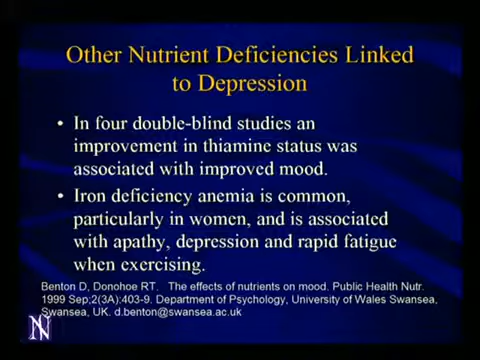 Other Nutrient Deficiencies Linked
to Depression
• In four double-blind studies an
improvement in thiamine status was
associated with improved mood.
• Iron deficiency anemia is common,
particularly in women, and is associated
with apathy, depression and rapid fatigue
when exercising.
Benton D, Donohoe RT. The effects of nutrients on mood. Public Health Nutr.
1999 Sep;2(3A):403-9. Department of Psychology, University of Wales Swansea,
Swansea, UK. d.benton@swansea.ac.uk
N